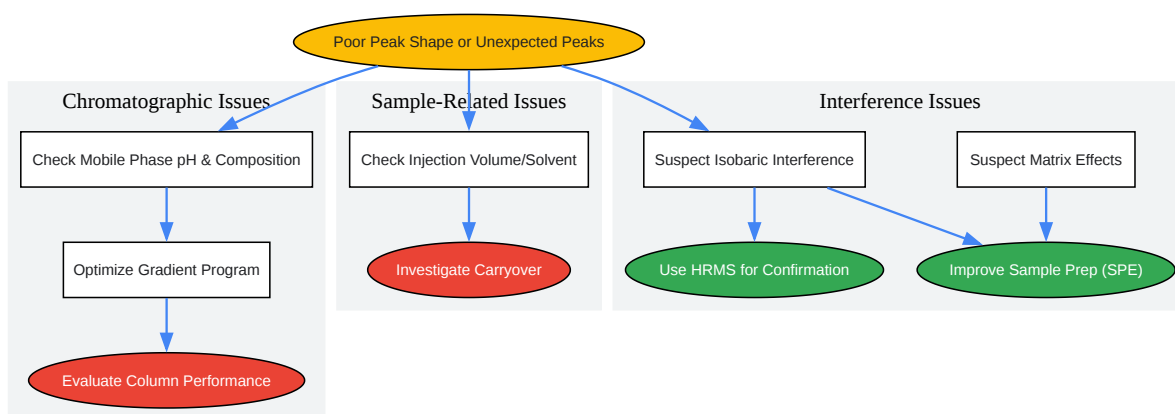 Poor Peak Shape or Unexpected Peaks
Chromatographic Issues
Sample-Related Issues
Interference Issues
Check Mobile Phase pH & Composition
Check Injection Volume/Solvent
Suspect Isobaric Interference
Suspect Matrix Effects
Optimize Gradient Program
Investigate Carryover
Use HRMS for Confirmation
Improve Sample Prep (SPE)
Evaluate Column Performance